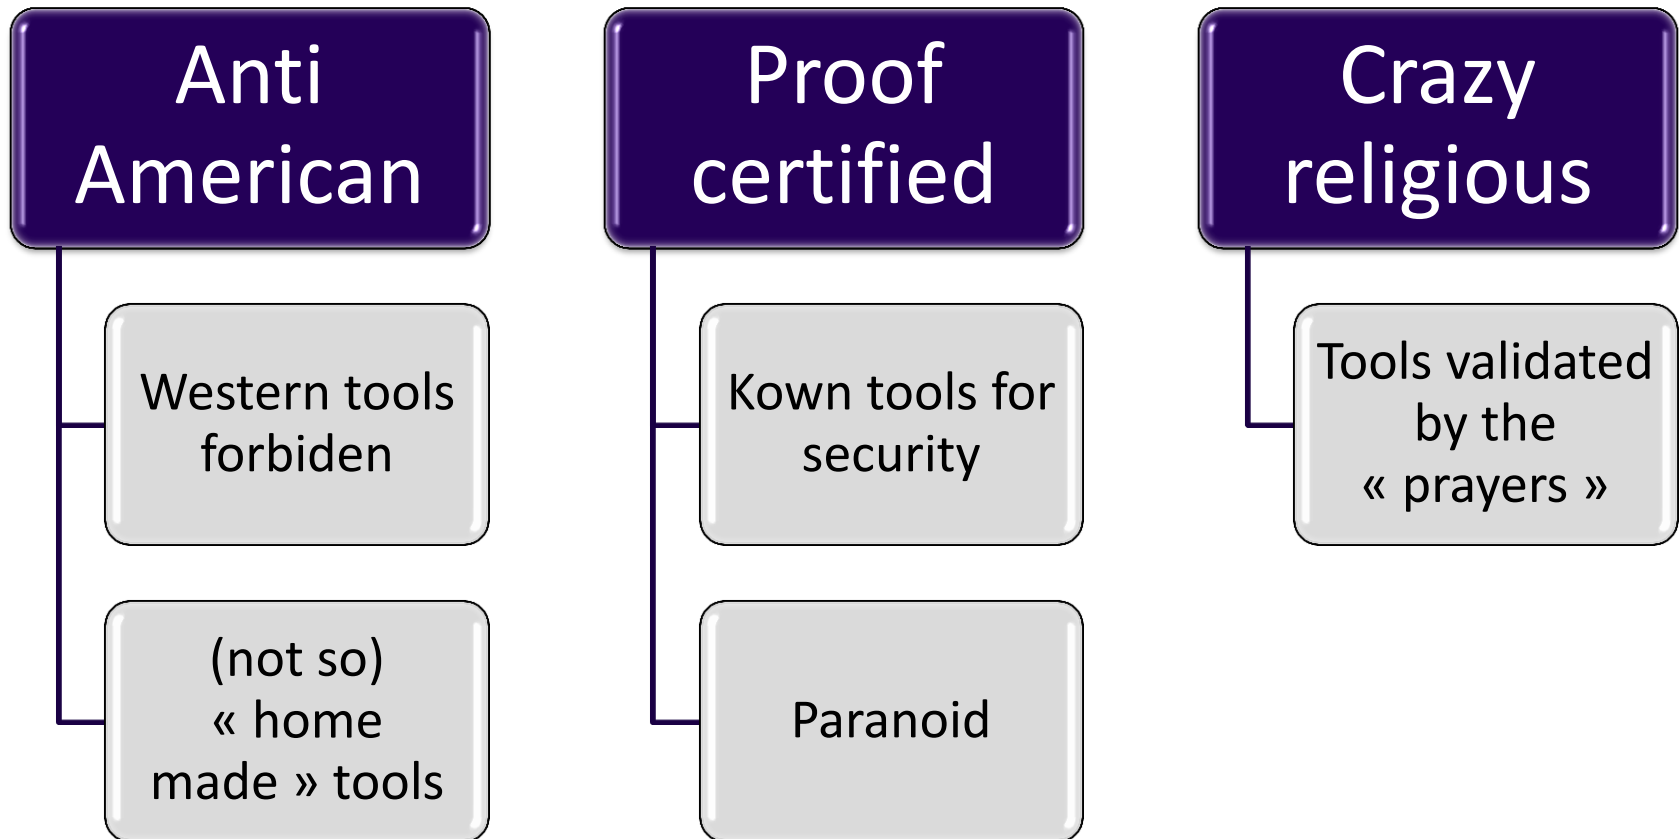 Anti
American
Western tools
forbiden
(not so)
« home
made » tools
Proof
certified
Kown tools for
security
Paranoid
Crazy
religious
Tools validated
by the
« prayers »